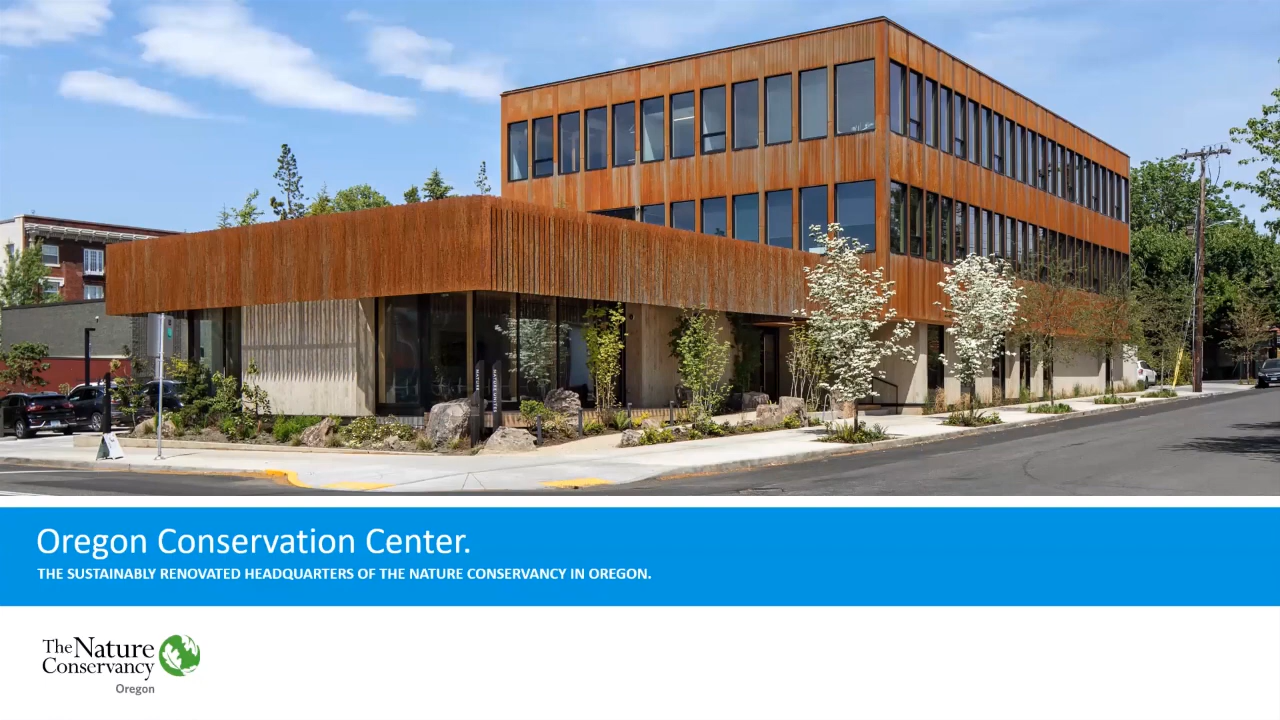 Oregon Conservation Center.
THE SUSTAINABLY RENOVATED HEADQUARTERS OF THE NATURE CONSERVANCY IN OREGON.
The Nature
Conservancy
Oregon